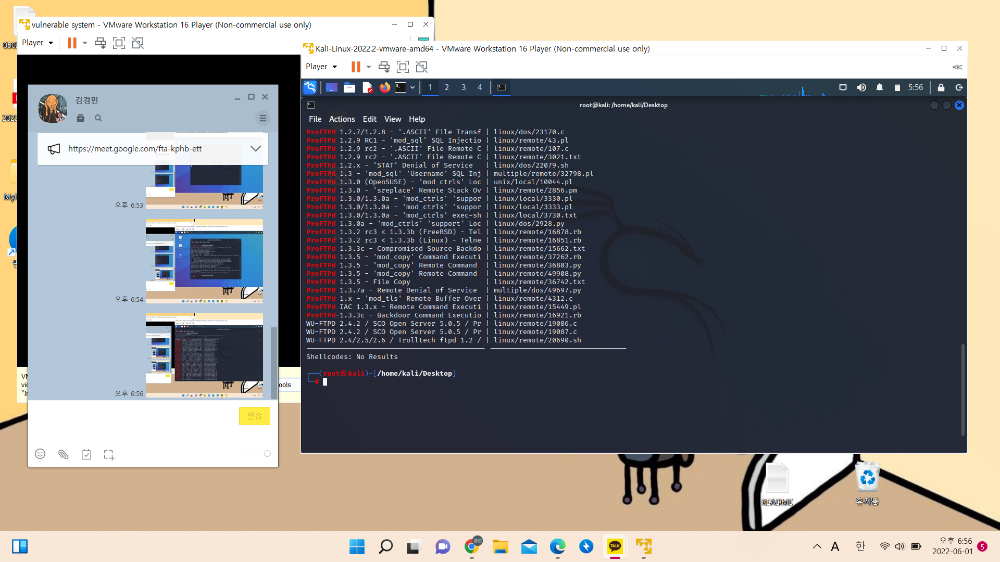 vulnerable system - VMware Workstation 16 Player (Non-commercial use only)
Player
Kali-Linux-2022.2-vmware-amd64 - VMware Workstation 16 Player (Non-commercial use only)
Player
1 2 3 4
5:56
root@kali: /home/kali/Desktop
File Actions Edit View Help
ProFTPd 1.2.7/1.2.8 - '.ASCII' File Transf | linux/dos/23170.c
ProFTPd 1.2.9 RC1 - 'mod_sql' SQL Injectio | linux/remote/43.pl
ProFTPd 1.2.9 rc2 - '.ASCII' File Remote C | linux/remote/107.c
ProFTPd 1.2.9 rc2 - '.ASCII' File Remote C | linux/remote/3021.txt
ProFTPd 1.2.x - 'STAT' Denial of Service | linux/dos/22079.sh
ProFTPd 1.3 - 'mod_sql' 'Username' SQL Inj | multiple/remote/32798.pl
ProFTPd 1.3.0 (OpenSUSE) - 'mod_ctrls' Loc | unix/local/10044.pl
ProFTPd 1.3.0 - 'sreplace' Remote Stack Ov | linux/remote/2856.pm
ProFTPd 1.3.0/1.3.0a - 'mod_ctrls' 'suppor | linux/local/3330.pl
ProFTPd 1.3.0/1.3.0a - 'mod_ctrls' 'suppor | linux/local/3333.pl
ProFTPd 1.3.0/1.3.0a - 'mod_ctrls' exec-sh | linux/local/3730.txt
ProFTPd 1.3.0a - 'mod_ctrls' 'support' Loc | linux/dos/2928.py
ProFTPd 1.3.2 rc3 < 1.3.3b (FreeBSD) - Tel | linux/remote/16878.rb
ProFTPd 1.3.2 rc3 < 1.3.3b (Linux) - Telne | linux/remote/16851.rb
ProFTPd 1.3.3c - Compromised Source Backdo | linux/remote/15662.txt
ProFTPd 1.3.5 - 'mod_copy' Command Executi | linux/remote/37262.rb
ProFTPd 1.3.5 - 'mod_copy' Remote Command | linux/remote/36803.py
ProFTPd 1.3.5 - 'mod_copy' Remote Command | linux/remote/49908.py
ProFTPd 1.3.5 - File Copy | linux/remote/36742.txt
ProFTPD 1.3.7a - Remote Denial of Service | multiple/dos/49697.py
ProFTPd 1.x - 'mod_tls' Remote Buffer Over | linux/remote/4312.c
ProFTPd IAC 1.3.x - Remote Command Executi | linux/remote/15449.pl
ProFTPd-1.3.3c - Backdoor Command Executio | linux/remote/16921.rb
WU-FTPD 2.4.2 / SCO Open Server 5.0.5 / Pr | linux/remote/19086.c
WU-FTPD 2.4.2 / SCO Open Server 5.0.5 / Pr | linux/remote/19087.c
WU-FTPD 2.4/2.5/2.6 / Trolltech ftpd 1.2 / | linux/remote/20690.sh
Shellcodes: No Results
(root㉿kali)-[/home/kali/Desktop]
#
김경민
https://meet.google.com/fta-kphb-ett
오후 6:53
오후 6:54
오후 6:56
전송
ools
README
휴지통
경민
TALK
A
한
오후 6:56
2022-06-01
5